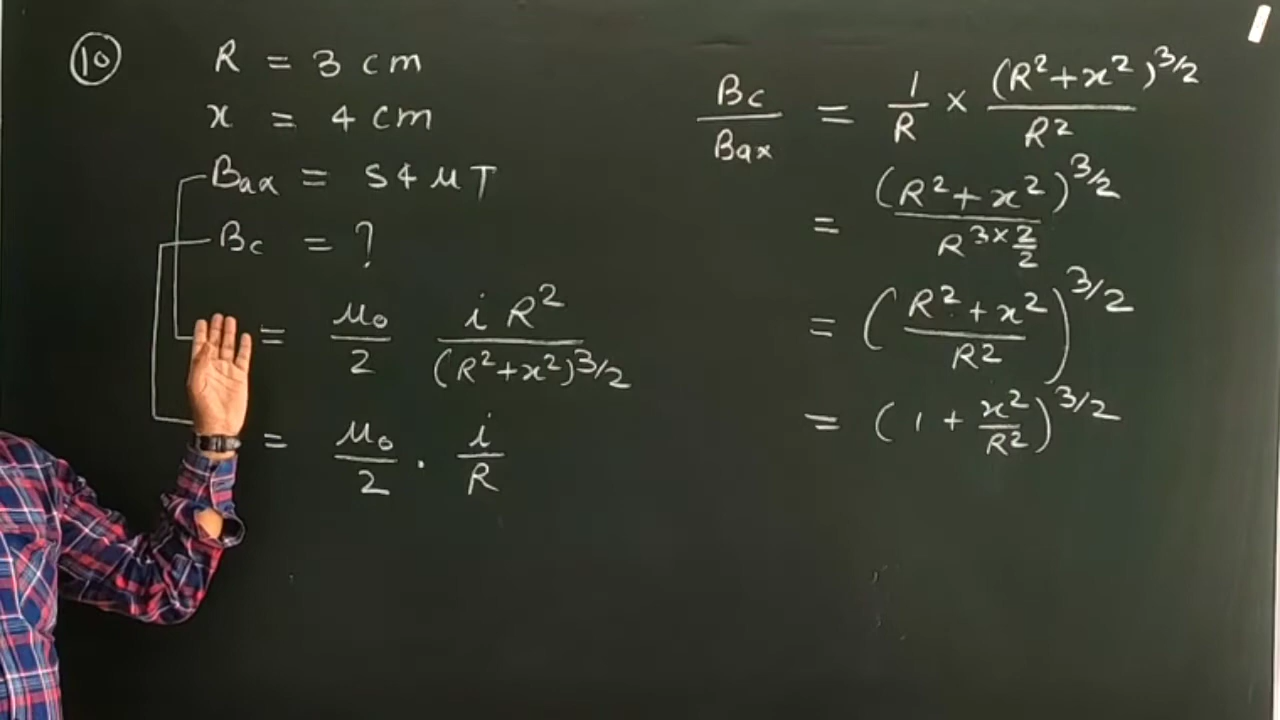 10
R = 3 cm
x = 4 cm
Bax = 54 μT
Bc = ?
= μ₀/2 i R²/(R²+x²)^3/2
= μ₀/2 . i/R
Bc/Bax = 1/R × (R²+x²)^3/2/R²
= (R²+x²)^3/2/R^3×2/2
= (R²+x²/R²)^3/2
= (1 + x²/R²)^3/2